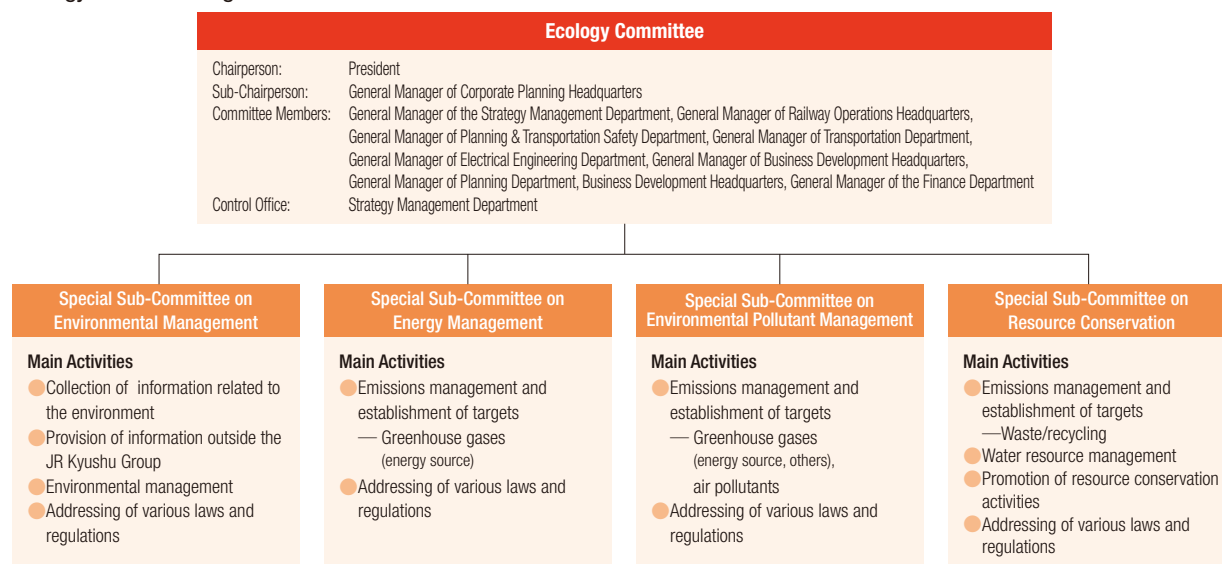 Ecology Committee
Chairperson: President
Sub-Chairperson: General Manager of Corporate Planning Headquarters
Committee Members: General Manager of the Strategy Management Department, General Manager of Railway Operations Headquarters,
General Manager of Planning & Transportation Safety Department, General Manager of Transportation Department,
General Manager of Electrical Engineering Department, General Manager of Business Development Headquarters,
General Manager of Planning Department, Business Development Headquarters, General Manager of the Finance Department
Control Office: Strategy Management Department
Special Sub-Committee on
Environmental Management
Main Activities
Collection of information related to
the environment
Provision of information outside the
JR Kyushu Group
Environmental management
Addressing of various laws and
regulations
Special Sub-Committee on
Energy Management
Main Activities
Emissions management and
establishment of targets
— Greenhouse gases
(energy source)
Addressing of various laws and
regulations
Special Sub-Committee on
Environmental Pollutant Management
Main Activities
Emissions management and
establishment of targets
— Greenhouse gases
(energy source, others),
air pollutants
Addressing of various laws and
regulations
Special Sub-Committee on
Resource Conservation
Main Activities
Emissions management and
establishment of targets
—Waste/recycling
Water resource management
Promotion of resource conservation
activities
Addressing of various laws and
regulations